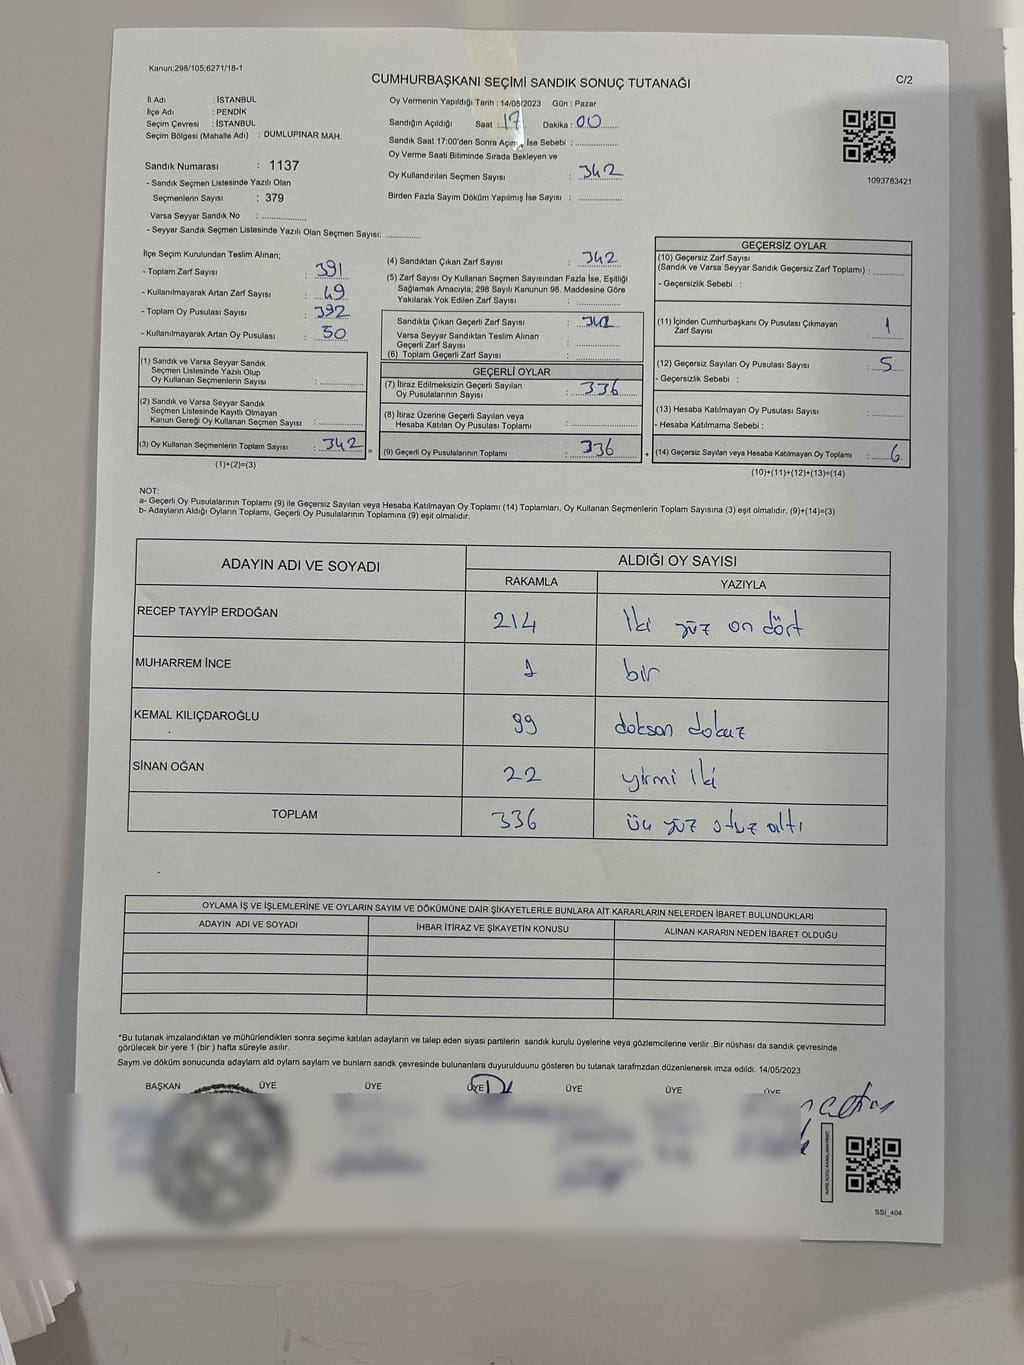 Kanun:298/105;6271/18-1
CUMHURBAŞKANI SEÇİMİ SANDIK SONUÇ TUTANAĞI
C/2
İl Adı : İSTANBUL
İlçe Adı : PENDİK
Seçim Çevresi : İSTANBUL
Seçim Bölgesi (Mahalle Adı) : DUMLUPINAR MAH.
Sandık Numarası : 1137
- Sandık Seçmen Listesinde Yazılı Olan
Seçmenlerin Sayısı : 379
Varsa Seyyar Sandık No :
- Seyyar Sandık Seçmen Listesinde Yazılı Olan Seçmen Sayısı:
Oy Vermenin Yapıldığı Tarih : 14/05/2023 Gün : Pazar
Sandığın Açıldığı Saat : 17 Dakika : 00
Sandık Saat 17:00'den Sonra Açılmış İse Sebebi :
Oy Verme Saati Bitiminde Sırada Bekleyen ve
Oy Kullandırılan Seçmen Sayısı : 342
Birden Fazla Sayım Döküm Yapılmış İse Sayısı :
1093783421
İlçe Seçim Kurulundan Teslim Alınan;
- Toplam Zarf Sayısı : 391
- Kullanılmayarak Artan Zarf Sayısı : 49
- Toplam Oy Pusulası Sayısı : 392
- Kullanılmayarak Artan Oy Pusulası : 50
(1) Sandık ve Varsa Seyyar Sandık
Seçmen Listesinde Yazılı Olup
Oy Kullanan Seçmenlerin Sayısı :
(2) Sandık ve Varsa Seyyar Sandık
Seçmen Listesinde Kayıtlı Olmayan
Kanun Gereği Oy Kullanan Seçmen Sayısı :
(3) Oy Kullanan Seçmenlerin Toplam Sayısı : 342
(1)+(2)=(3)
(4) Sandıktan Çıkan Zarf Sayısı : 342
(5) Zarf Sayısı Oy Kullanan Seçmen Sayısından Fazla İse, Eşitliği
Sağlamak Amacıyla; 298 Sayılı Kanunun 98. Maddesine Göre
Yakılarak Yok Edilen Zarf Sayısı :
Sandıkta Çıkan Geçerli Zarf Sayısı : 342
Varsa Seyyar Sandıktan Teslim Alınan
Geçerli Zarf Sayısı :
(6) Toplam Geçerli Zarf Sayısı :
GEÇERLİ OYLAR
(7) İtiraz Edilmeksizin Geçerli Sayılan
Oy Pusulalarının Sayısı : 336
(8) İtiraz Üzerine Geçerli Sayılan veya
Hesaba Katılan Oy Pusulası Toplamı :
= (9) Geçerli Oy Pusulalarının Toplamı : 336
GEÇERSİZ OYLAR
(10) Geçersiz Zarf Sayısı
(Sandık ve Varsa Seyyar Sandık Geçersiz Zarf Toplamı) :
- Geçersizlik Sebebi :
(11) İçinden Cumhurbaşkanı Oy Pusulası Çıkmayan
Zarf Sayısı : 1
(12) Geçersiz Sayılan Oy Pusulası Sayısı : 5
- Geçersizlik Sebebi :
(13) Hesaba Katılmayan Oy Pusulası Sayısı :
- Hesaba Katılmama Sebebi :
+ (14) Geçersiz Sayılan veya Hesaba Katılmayan Oy Toplamı : 6
(10)+(11)+(12)+(13)=(14)
NOT:
a- Geçerli Oy Pusulalarının Toplamı (9) ile Geçersiz Sayılan veya Hesaba Katılmayan Oy Toplamı (14) Toplamları, Oy Kullanan Seçmenlerin Toplam Sayısına (3) eşit olmalıdır. (9)+(14)=(3)
b- Adayların Aldığı Oyların Toplamı, Geçerli Oy Pusulalarının Toplamına (9) eşit olmalıdır.
ADAYIN ADI VE SOYADI ALDIĞI OY SAYISI
RAKAMLA YAZIYLA
RECEP TAYYİP ERDOĞAN 214 İki yüz on dört
MUHARREM İNCE 1 bir
KEMAL KILIÇDAROĞLU 99 doksan dokuz
SİNAN OĞAN 22 yirmi iki
TOPLAM 336 üç yüz otuz altı
OYLAMA İŞ VE İŞLEMLERİNE VE OYLARIN SAYIM VE DÖKÜMÜNE DAİR ŞİKAYETLERLE BUNLARA AİT KARARLARIN NELERDEN İBARET BULUNDUKLARI
ADAYIN ADI VE SOYADI İHBAR İTİRAZ VE ŞİKAYETİN KONUSU ALINAN KARARIN NEDEN İBARET OLDUĞU
*Bu tutanak imzalandıktan ve mühürlendikten sonra seçime katılan adayların ve talep eden siyasi partilerin sandık kurulu üyelerine veya gözlemcilerine verilir .Bir nüshası da sandık çevresinde
görülecek bir yere 1 (bir ) hafta süreyle asılır.
Saym ve döküm sonucunda adaylarn ald oylarn saylarn ve bunlarn sandk çevresinde bulunanlara duyurulduunu gösteren bu tutanak tarafmzdan düzenlenerek imza edildi. 14/05/2023
BAŞKAN ÜYE ÜYE ÜYE ÜYE ÜYE ÜYE
SSI_404